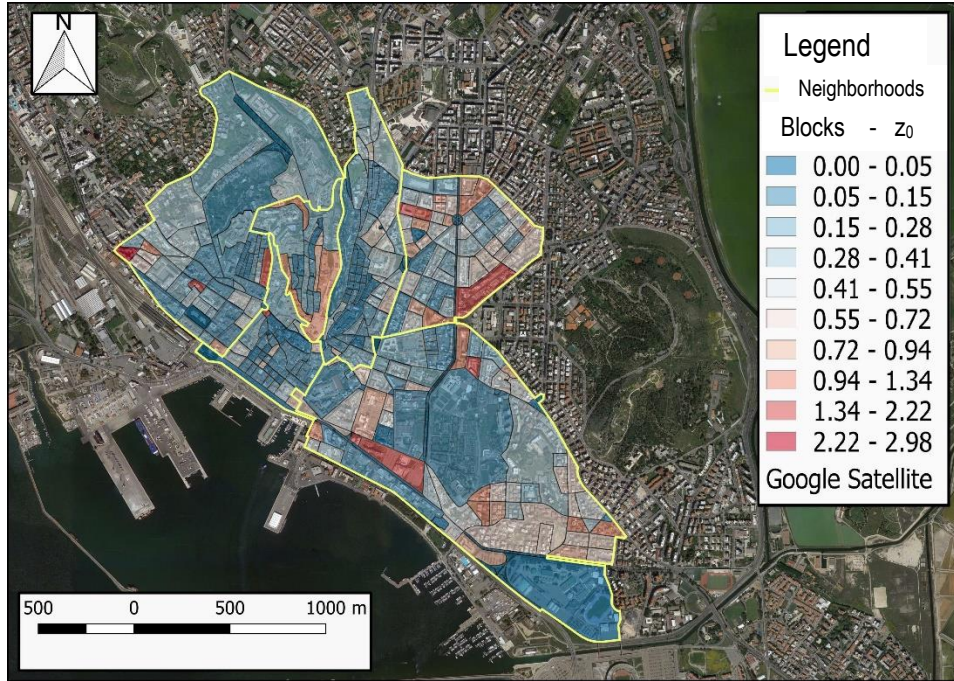 N
Legend
Neighborhoods
Blocks - z₀
0.00 - 0.05
0.05 - 0.15
0.15 - 0.28
0.28 - 0.41
0.41 - 0.55
0.55 - 0.72
0.72 - 0.94
0.94 - 1.34
1.34 - 2.22
2.22 - 2.98
Google Satellite
500 0 500 1000 m